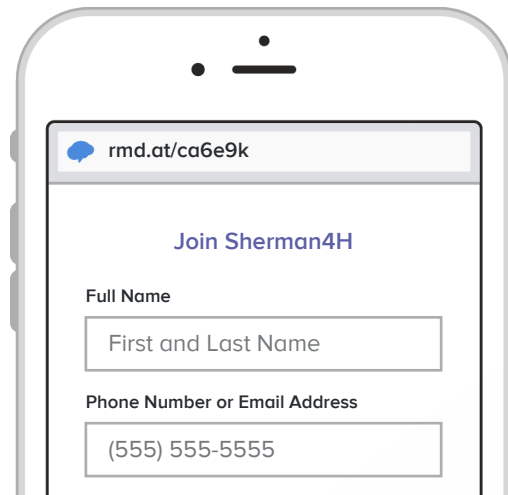 rmd.at/ca6e9k
Join Sherman4H
Full Name
First and Last Name
Phone Number or Email Address
(555) 555-5555